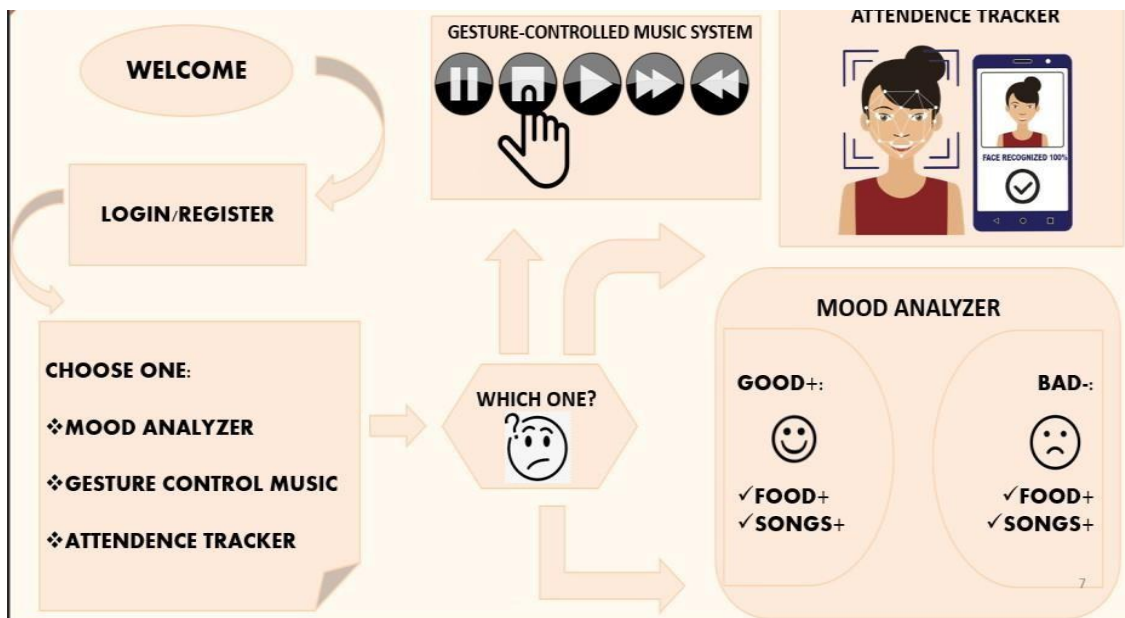 WELCOME
LOGIN/REGISTER
CHOOSE ONE:
❖MOOD ANALYZER
❖GESTURE CONTROL MUSIC
❖ATTENDENCE TRACKER
WHICH ONE?
?
GESTURE-CONTROLLED MUSIC SYSTEM
ATTENDENCE TRACKER
FACE RECOGNIZED 100%
MOOD ANALYZER
GOOD+:
✓FOOD+
✓SONGS+
BAD-:
✓FOOD+
✓SONGS+
7